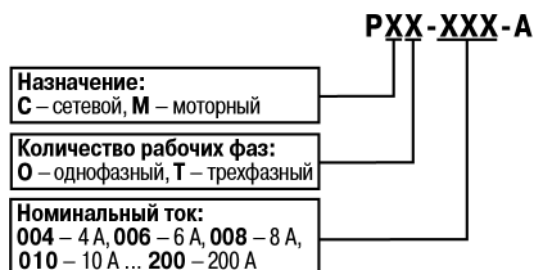 РХХ-ХХХ-А
Назначение:
С – сетевой, М – моторный
Количество рабочих фаз:
О – однофазный, Т – трехфазный
Номинальный ток:
004 – 4 А, 006 – 6 А, 008 – 8 А,
010 – 10 А ... 200 – 200 А